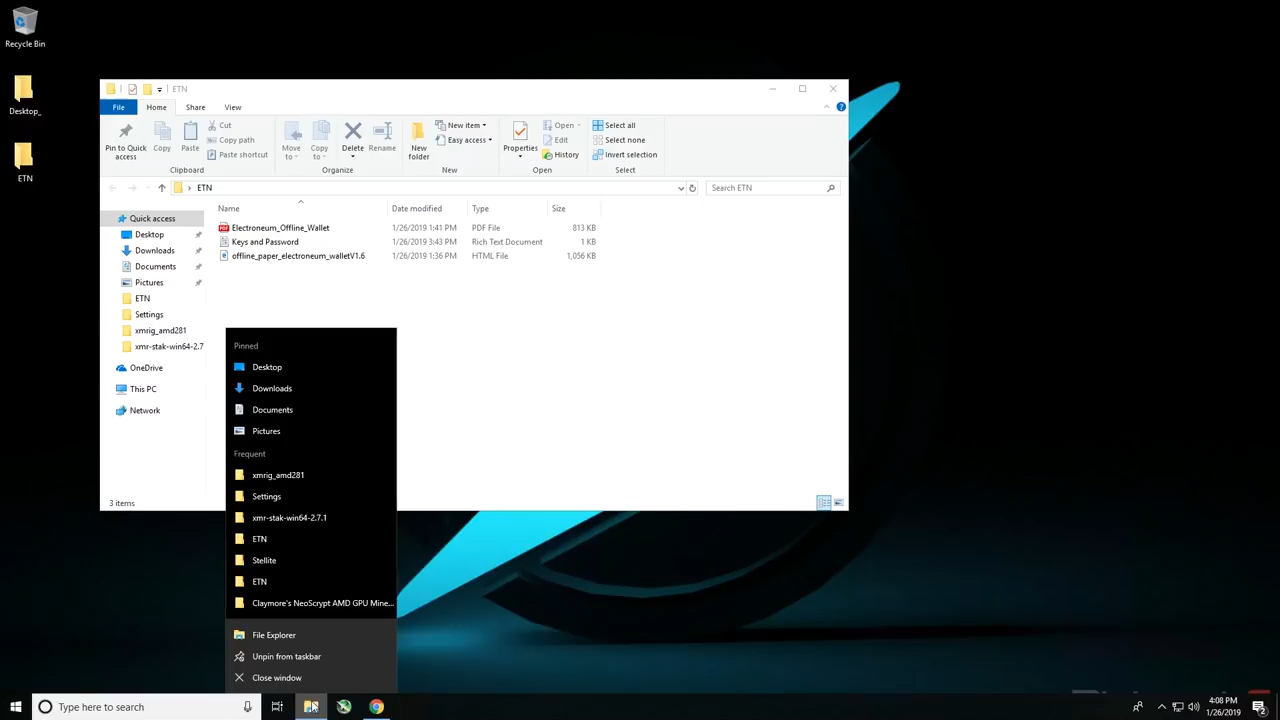 Recycle Bin
Desktop_
ETN
ETN
File
Home
Share
View
Pin to Quick access
Copy
Paste
Cut
Copy path
Paste shortcut
Clipboard
Move to
Copy to
Delete
Rename
Organize
New folder
New item
Easy access
New
Properties
Open
Edit
History
Open
Select all
Select none
Invert selection
Select
ETN
Search ETN
Name
Date modified
Type
Size
Electroneum_Offline_Wallet 1/26/2019 1:41 PM PDF File 813 KB
Keys and Password 1/26/2019 3:43 PM Rich Text Document 1 KB
offline_paper_electroneum_walletV1.6 1/26/2019 1:36 PM HTML File 1,056 KB
Quick access
Desktop
Downloads
Documents
Pictures
ETN
Settings
xmrig_amd281
xmr-stak-win64-2.7
OneDrive
This PC
Network
3 items
Pinned
Desktop
Downloads
Documents
Pictures
Frequent
xmrig_amd281
Settings
xmr-stak-win64-2.7.1
ETN
Stellite
ETN
Claymore's NeoScrypt AMD GPU Mine...
File Explorer
Unpin from taskbar
Close window
Type here to search
4:08 PM
1/26/2019